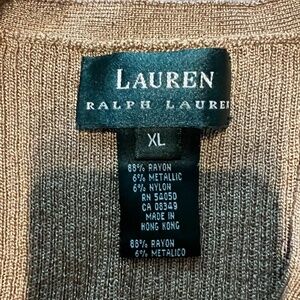 LAUREN
RALPH LAUREN
XL
88% RAYON
6% METALLIC
6% NYLON
RN 54050
CA 08349
MADE IN
HONG KONG
88% RAYON
6% METALICO